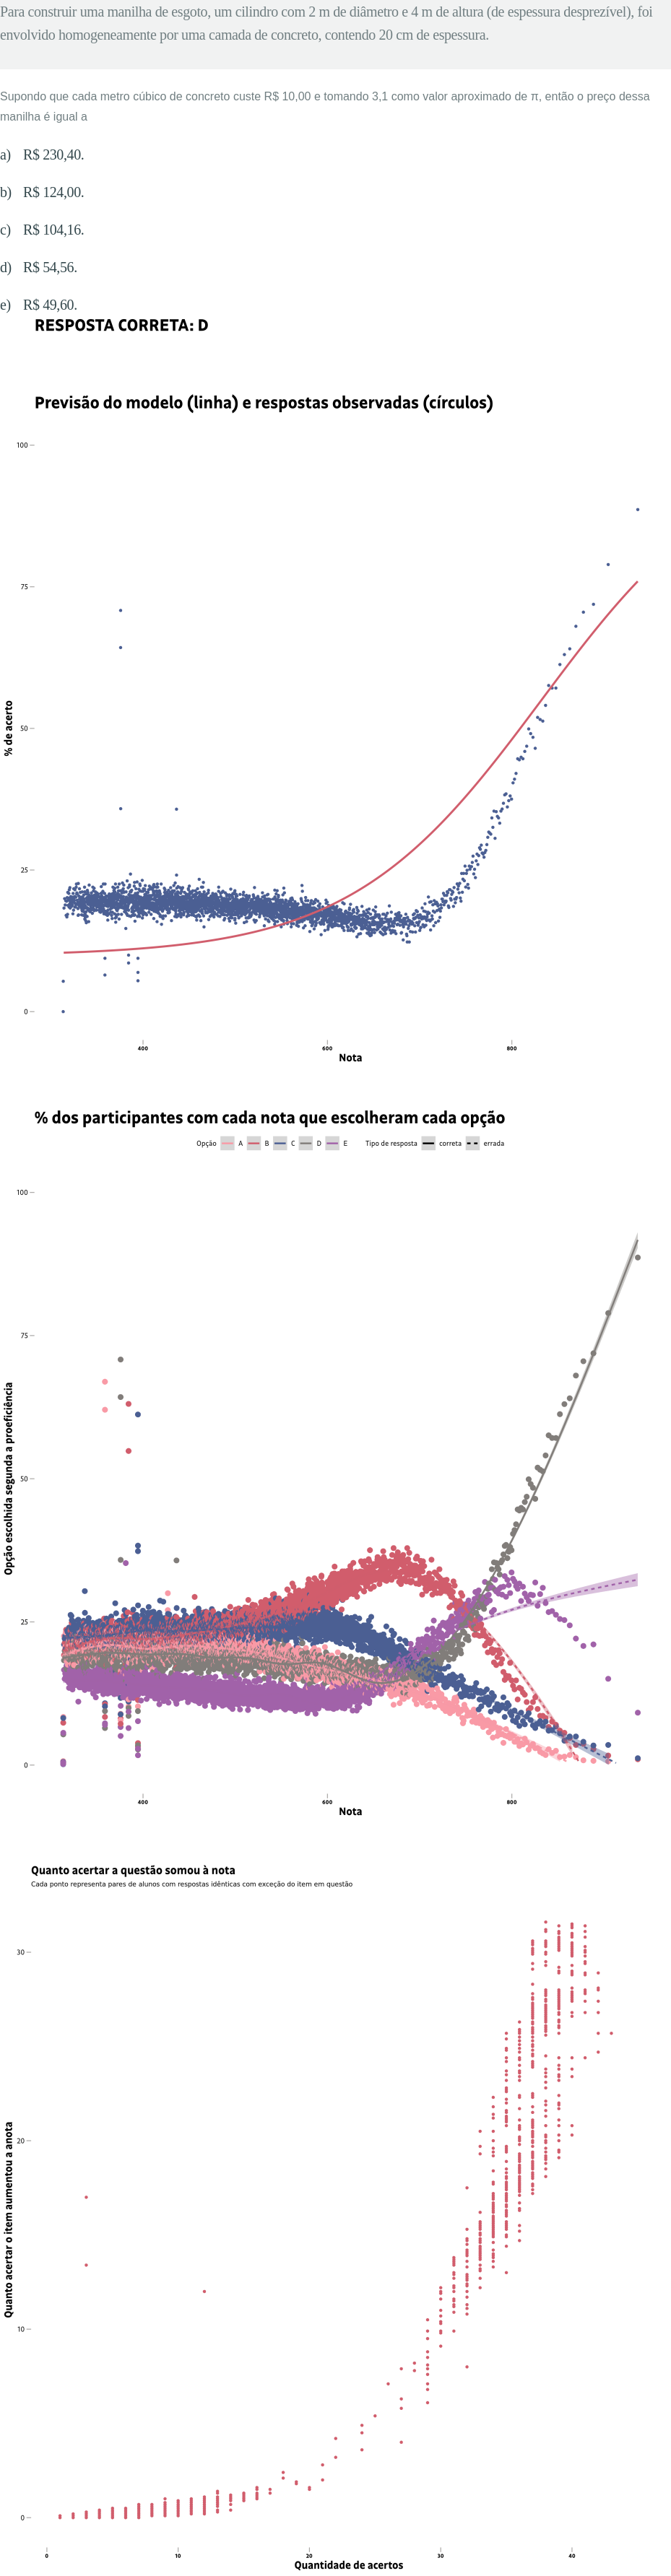 Para construir uma manilha de esgoto, um cilindro com 2 m de diâmetro e 4 m de altura (de espessura desprezível), foi
envolvido homogeneamente por uma camada de concreto, contendo 20 cm de espessura.
Supondo que cada metro cúbico de concreto custe R$ 10,00 e tomando 3,1 como valor aproximado de π, então o preço dessa
manilha é igual a
a) R$ 230,40.
b) R$ 124,00.
c) R$ 104,16.
d) R$ 54,56.
e) R$ 49,60.
RESPOSTA CORRETA: D
Previsão do modelo (linha) e respostas observadas (círculos)
100
75
50
25
0
% de acerto
400 600 800
Nota
% dos participantes com cada nota que escolheram cada opção
Opção A B C D E Tipo de resposta correta errada
100
75
50
25
0
Opção escolhida segunda a proeficiência
400 600 800
Nota
Quanto acertar a questão somou à nota
Cada ponto representa pares de alunos com respostas idênticas com exceção do item em questão
30
20
10
0
Quanto acertar o item aumentou a anota
0 10 20 30 40
Quantidade de acertos